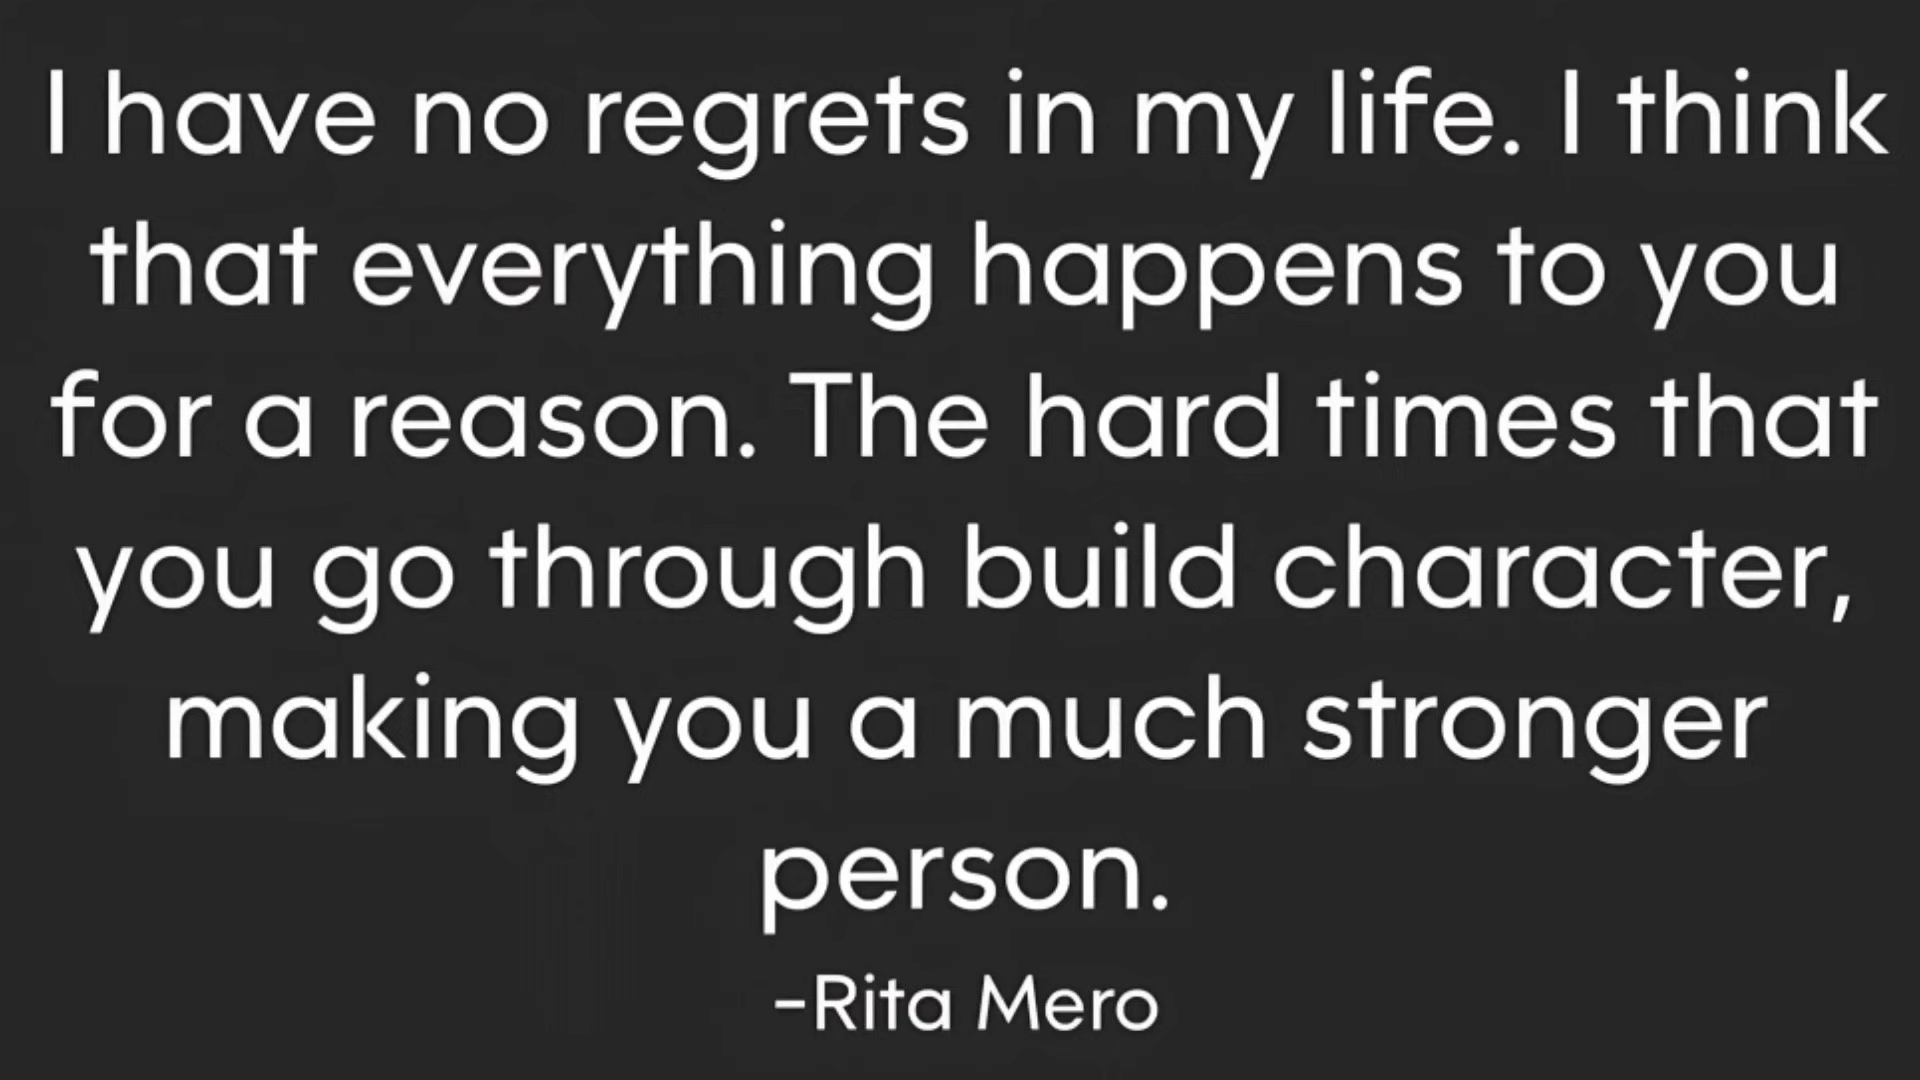 I have no regrets in my life. I think
that everything happens to you
for a reason. The hard times that
you go through build character,
making you a much stronger
person.
-Rita Mero